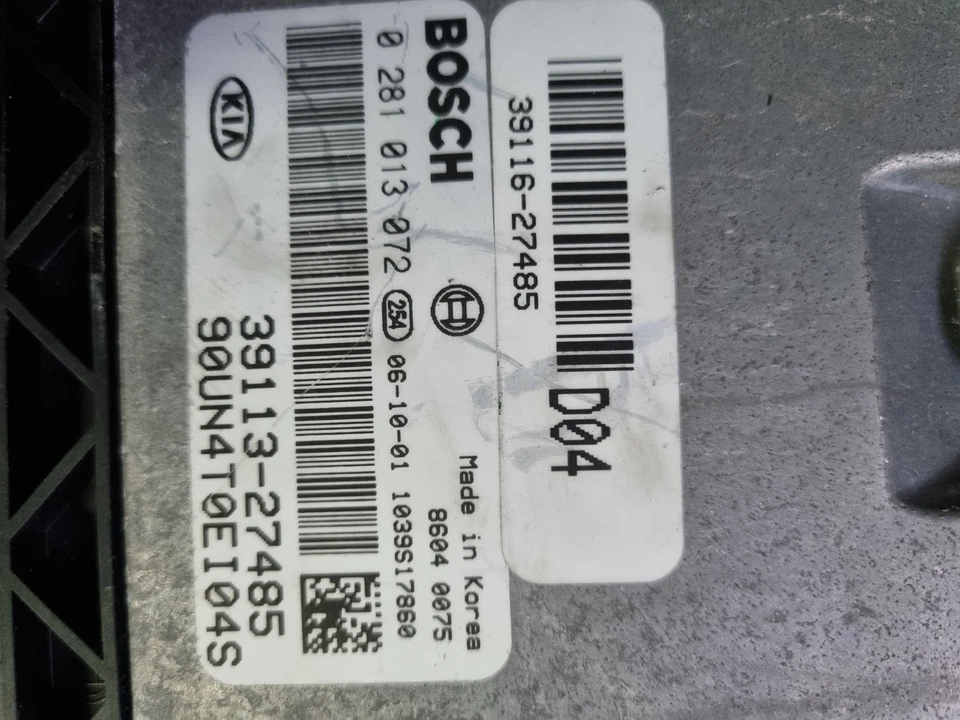 39116-27485
D04
BOSCH
Made in Korea
8604 0075
0 281 013 072 254 06-10-01 1039S17860
KIA
39113-27485
90UN4T0EI04S